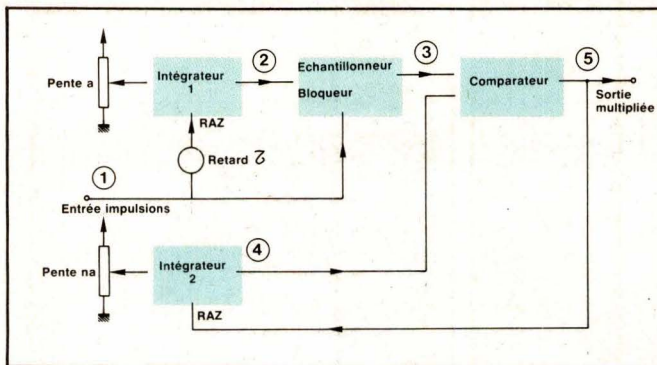 2
3
5
Pente a
Intégrateur
1
Echantillonneur
Bloqueur
Comparateur
Sortie
multipliée
RAZ
Retard τ
1
Entrée impulsions
4
Pente na
Intégrateur
2
RAZ